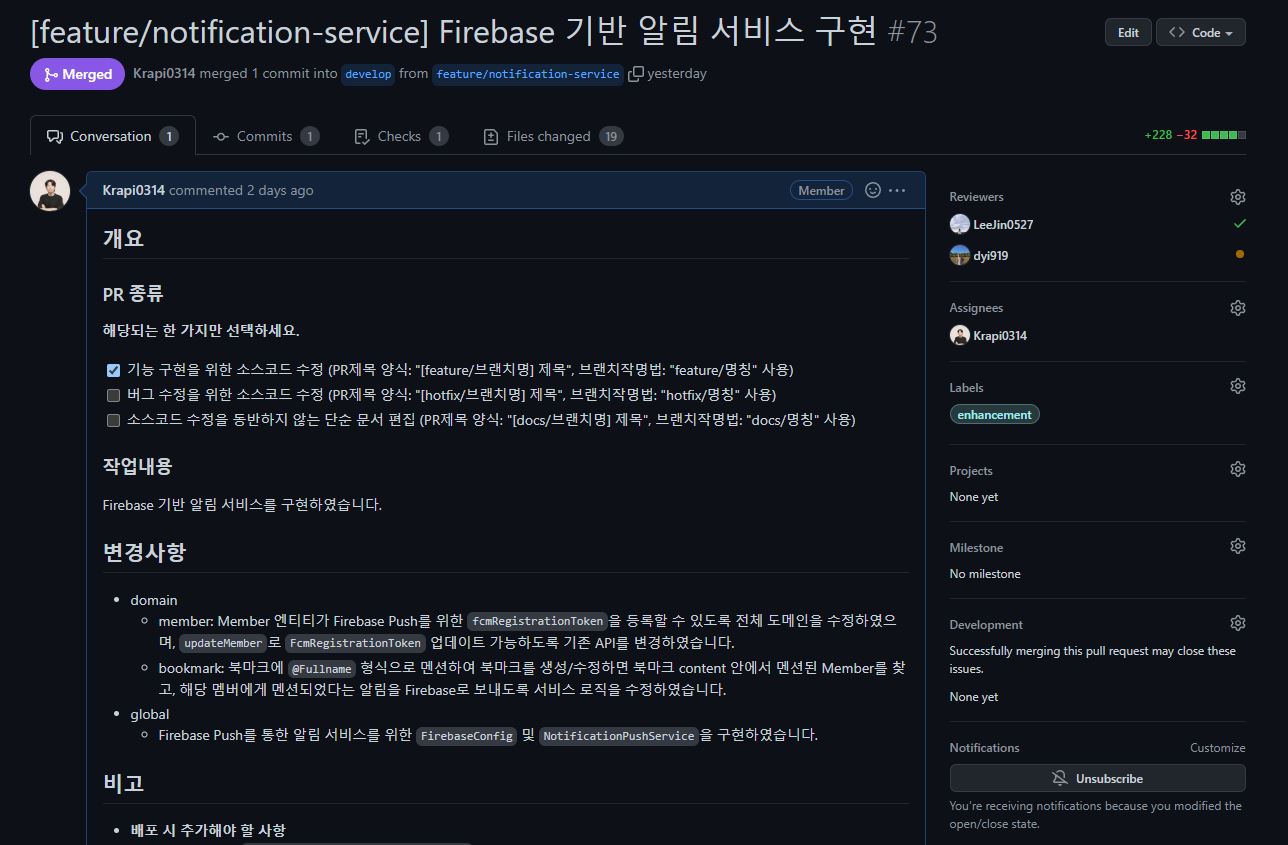 [feature/notification-service] Firebase 기반 알림 서비스 구현 #73
Edit
Code
Merged
Krapi0314 merged 1 commit into develop from feature/notification-service yesterday
Conversation 1
Commits 1
Checks 1
Files changed 19
+228 −32
Krapi0314 commented 2 days ago
Member
개요
PR 종류
해당되는 한 가지만 선택하세요.
기능 구현을 위한 소스코드 수정 (PR제목 양식: "[feature/브랜치명] 제목", 브랜치작명법: "feature/명칭" 사용)
버그 수정을 위한 소스코드 수정 (PR제목 양식: "[hotfix/브랜치명] 제목", 브랜치작명법: "hotfix/명칭" 사용)
소스코드 수정을 동반하지 않는 단순 문서 편집 (PR제목 양식: "[docs/브랜치명] 제목", 브랜치작명법: "docs/명칭" 사용)
작업내용
Firebase 기반 알림 서비스를 구현하였습니다.
변경사항
domain
member: Member 엔티티가 Firebase Push를 위한 fcmRegistrationToken을 등록할 수 있도록 전체 도메인을 수정하였으
며, updateMember로 FcmRegistrationToken 업데이트 가능하도록 기존 API를 변경하였습니다.
bookmark: 북마크에 @Fullname 형식으로 멘션하여 북마크를 생성/수정하면 북마크 content 안에서 멘션된 Member를 찾
고, 해당 멤버에게 멘션되었다는 알림을 Firebase로 보내도록 서비스 로직을 수정하였습니다.
global
Firebase Push를 통한 알림 서비스를 위한 FirebaseConfig 및 NotificationPushService을 구현하였습니다.
비고
배포 시 추가해야 할 사항
Reviewers
LeeJin0527
dyi919
Assignees
Krapi0314
Labels
enhancement
Projects
None yet
Milestone
No milestone
Development
Successfully merging this pull request may close these
issues.
None yet
Notifications
Customize
Unsubscribe
You're receiving notifications because you modified the
open/close state.